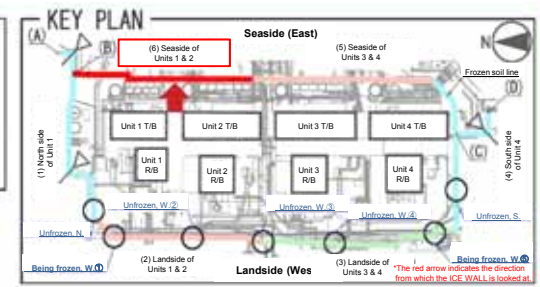 KEY PLAN
(A)
(B)
(6) Seaside of
Units 1 & 2
Seaside (East)
(5) Seaside of
Units 3 & 4
N
Frozen soil line
(D)
(1) North side
of Unit 1
Unit 1 T/B
Unit 2 T/B
Unit 3 T/B
Unit 4 T/B
(C)
(4) South side
of Unit 4
Unit 1
R/B
Unit 2
R/B
Unit 3
R/B
Unit 4
R/B
Unfrozen, W.②
Unfrozen, W.③
Unfrozen, W.④
Unfrozen, S.
Unfrozen, N.
Being frozen, W.①
(2) Landside of
Units 1 & 2
Landside (Wes
(3) Landside of
Units 3 & 4
Being frozen, W.⑤
*The red arrow indicates the direction
from which the ICE WALL is looked at.